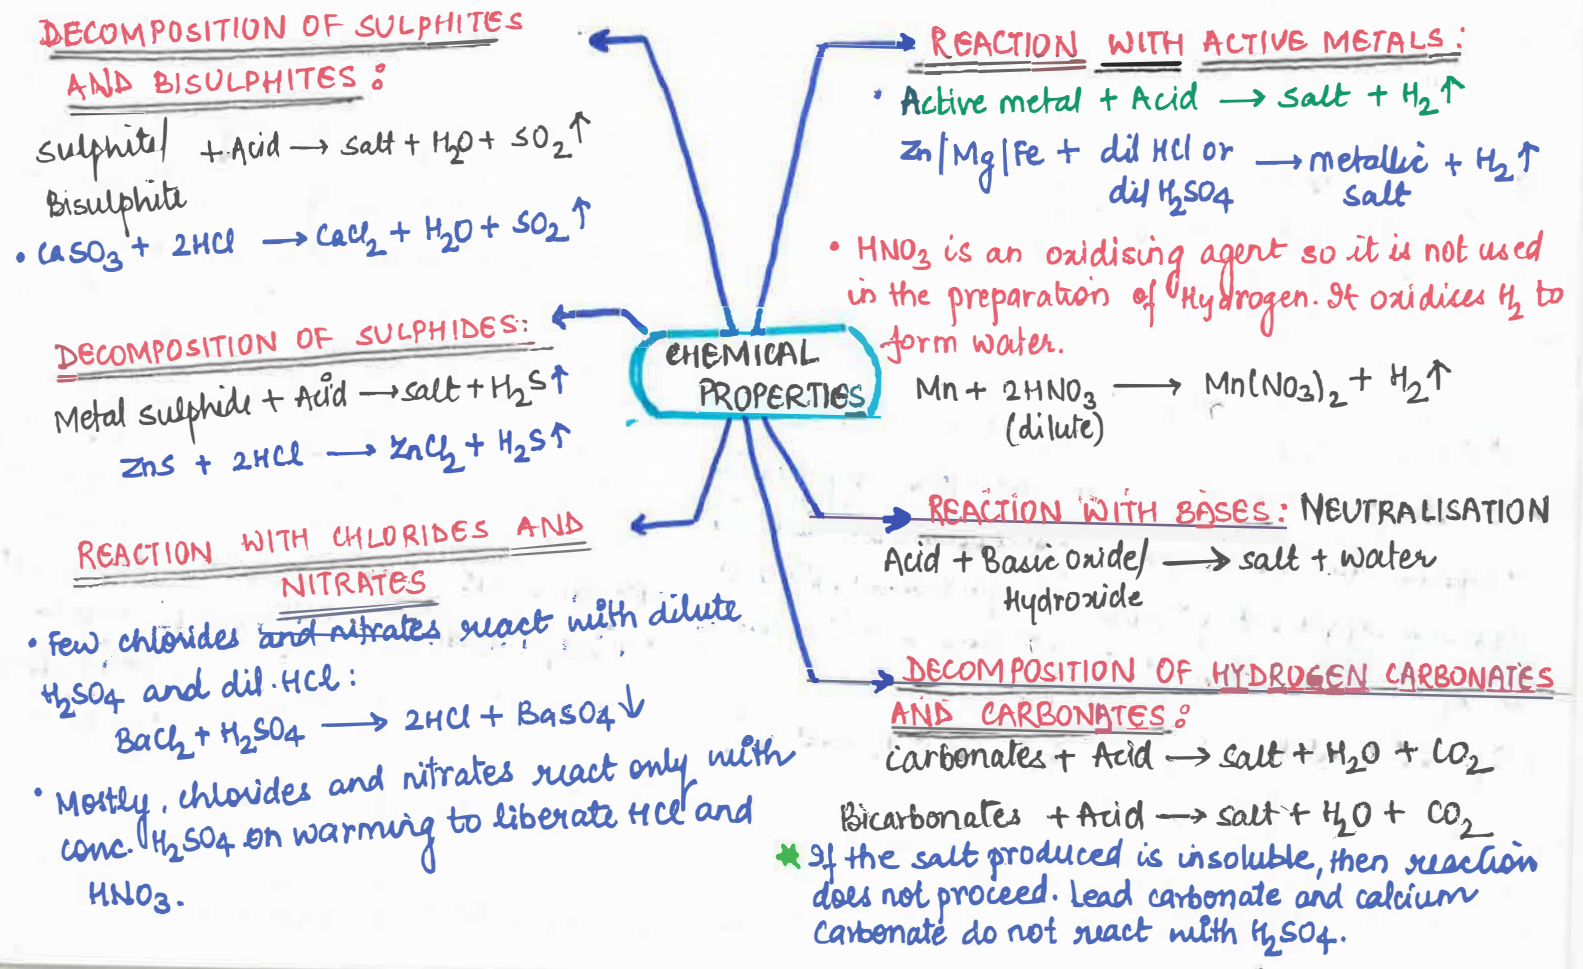 DECOMPOSITION OF SULPHITES
AND BISULPHITES:
Sulphite/ + Acid → Salt + H₂O + SO₂↑
Bisulphite
• CaSO₃ + 2HCl → CaCl₂ + H₂O + SO₂↑
DECOMPOSITION OF SULPHIDES:
Metal sulphide + Acid → salt + H₂S↑
ZnS + 2HCl → ZnCl₂ + H₂S↑
REACTION WITH CHLORIDES AND
NITRATES
• Few chlorides and nitrates react with dilute
H₂SO₄ and dil. HCl:
BaCl₂ + H₂SO₄ → 2HCl + BaSO₄↓
• Mostly, chlorides and nitrates react only with
conc. H₂SO₄ on warming to liberate HCl and
HNO₃.
CHEMICAL
PROPERTIES
REACTION WITH ACTIVE METALS:
• Active metal + Acid → Salt + H₂↑
Zn/Mg/Fe + dil HCl or → metallic + H₂↑
dil H₂SO₄ salt
• HNO₃ is an oxidising agent so it is not used
in the preparation of Hydrogen. It oxidices H₂ to
form water.
Mn + 2HNO₃ → Mn(NO₃)₂ + H₂↑
(dilute)
REACTION WITH BASES: NEUTRALISATION
Acid + Basic Oxide/ → salt + water
Hydroxide
DECOMPOSITION OF HYDROGEN CARBONATES
AND CARBONATES:
Carbonates + Acid → Salt + H₂O + CO₂
Bicarbonates + Acid → Salt + H₂O + CO₂
★ If the salt produced is insoluble, then reaction
does not proceed. Lead carbonate and calcium
Carbonate do not react with H₂SO₄.